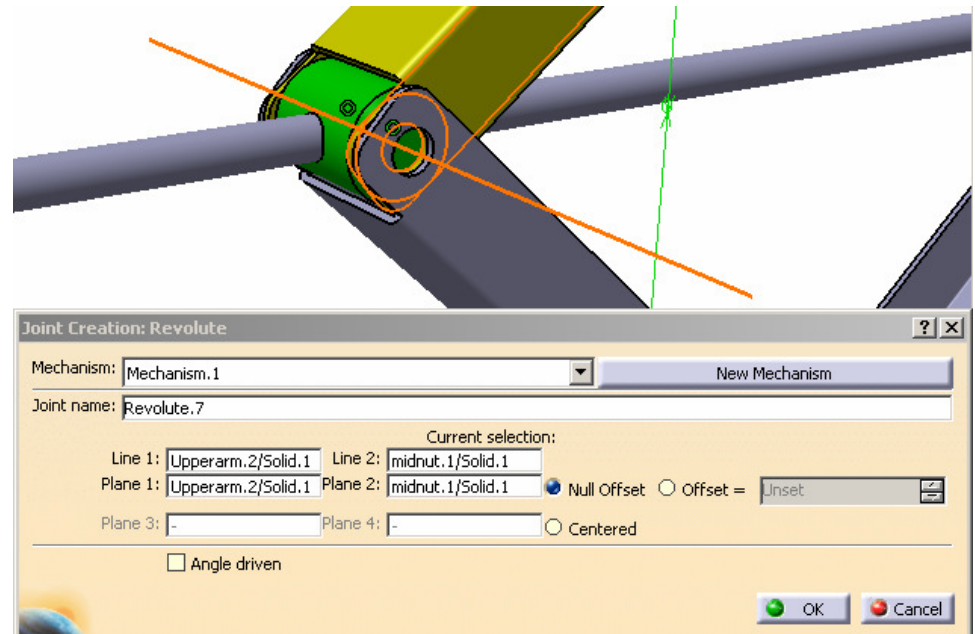 Joint Creation: Revolute ? X
Mechanism: Mechanism.1 New Mechanism
Joint name: Revolute.7
Current selection:
Line 1: Upperarm.2/Solid.1 Line 2: midnut.1/Solid.1
Plane 1: Upperarm.2/Solid.1 Plane 2: midnut.1/Solid.1 Null Offset Offset = Unset
Plane 3: - Plane 4: - Centered
Angle driven
OK Cancel